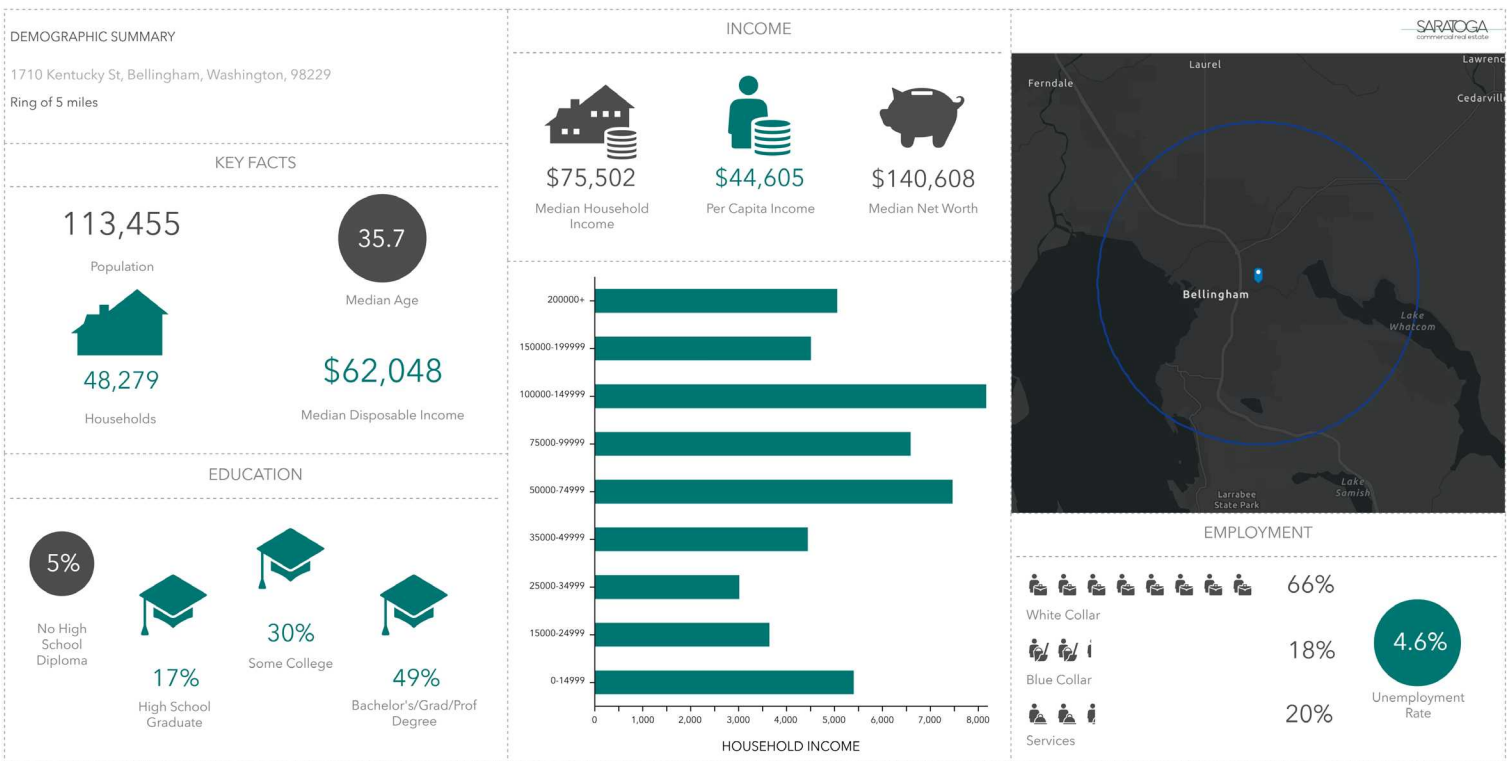 DEMOGRAPHIC SUMMARY
1710 Kentucky St, Bellingham, Washington, 98229
Ring of 5 miles
KEY FACTS
113,455
Population
35.7
Median Age
48,279
Households
$62,048
Median Disposable Income
EDUCATION
5%
No High
School
Diploma
17%
High School
Graduate
30%
Some College
49%
Bachelor's/Grad/Prof
Degree
INCOME
$75,502
Median Household
Income
$44,605
Per Capita Income
$140,608
Median Net Worth
200000+
150000-199999
100000-149999
75000-99999
50000-74999
35000-49999
25000-34999
15000-24999
0-14999
0 1,000 2,000 3,000 4,000 5,000 6,000 7,000 8,000
HOUSEHOLD INCOME
SARATOGA
commercial real estate
Laurel
Lawrenc
Ferndale
Cedarvill
Bellingham
Lake
Whatcom
Lake
Samish
Larrabee
State Park
EMPLOYMENT
66%
White Collar
18%
Blue Collar
20%
Services
4.6%
Unemployment
Rate